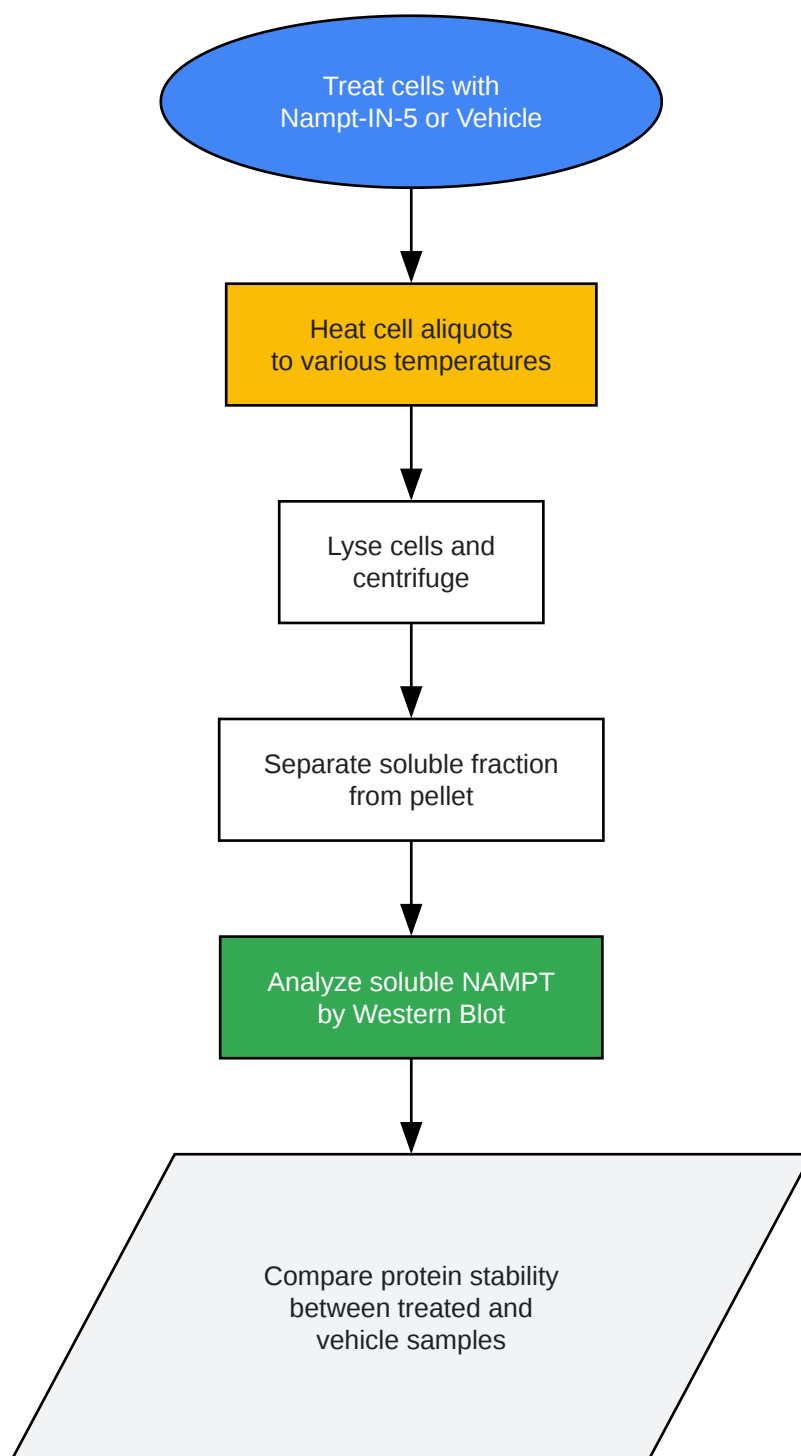 Treat cells with
Nampt-IN-5 or Vehicle
Heat cell aliquots
to various temperatures
Lyse cells and
centrifuge
Separate soluble fraction
from pellet
Analyze soluble NAMPT
by Western Blot
Compare protein stability
between treated and
vehicle samples